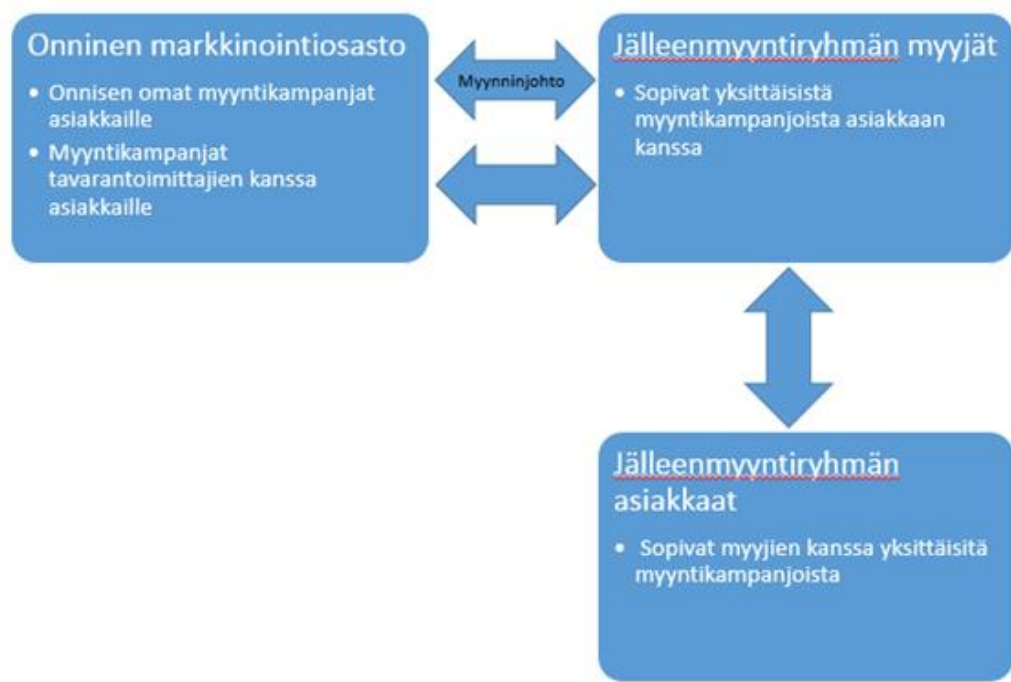 Onninen markkinointiosasto
• Onnisen omat myyntikampanjat
asiakkaille
• Myyntikampanjat
tavarantoimittajien kanssa
asiakkaille
Myynninjohto
Jälleenmyyntiryhmän myyjät
• Sopivat yksittäisistä
myyntikampanjoista asiakkaan
kanssa
Jälleenmyyntiryhmän
asiakkaat
• Sopivat myyjien kanssa yksittäisitä
myyntikampanjoista